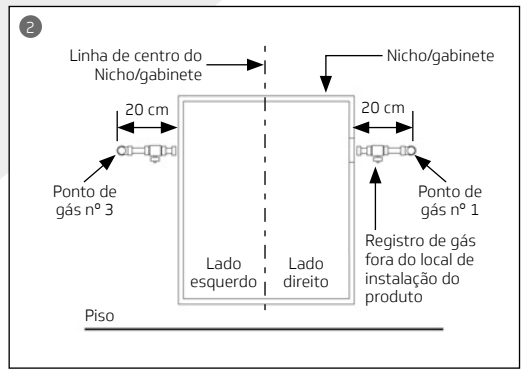 2
Linha de centro do
Nicho/gabinete
Nicho/gabinete
20 cm
20 cm
Ponto de
gás nº 3
Ponto de
gás nº 1
Registro de gás
fora do local de
instalação do
produto
Lado
esquerdo
Lado
direito
Piso